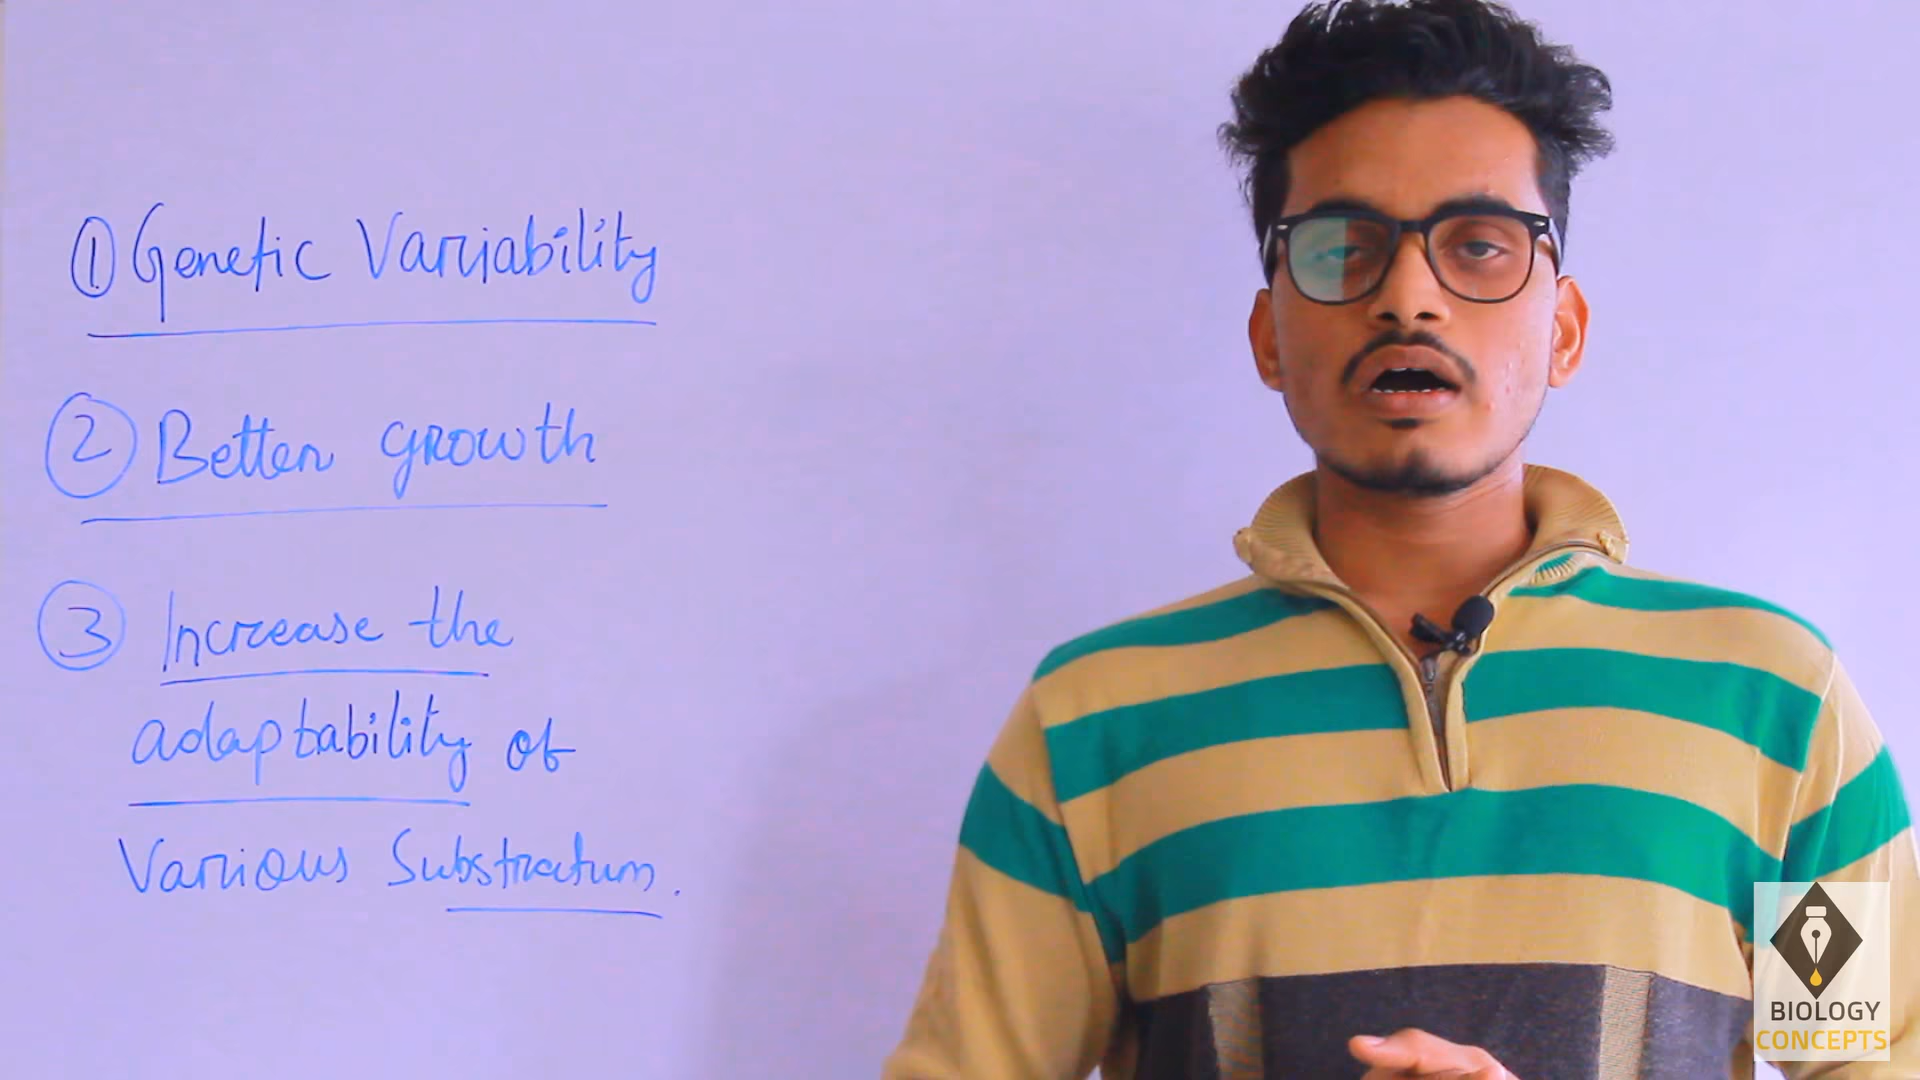 ① Genetic Variability
② Better growth
③ Increase the
adaptability of
Various Substratum.
BIOLOGY
CONCEPTS